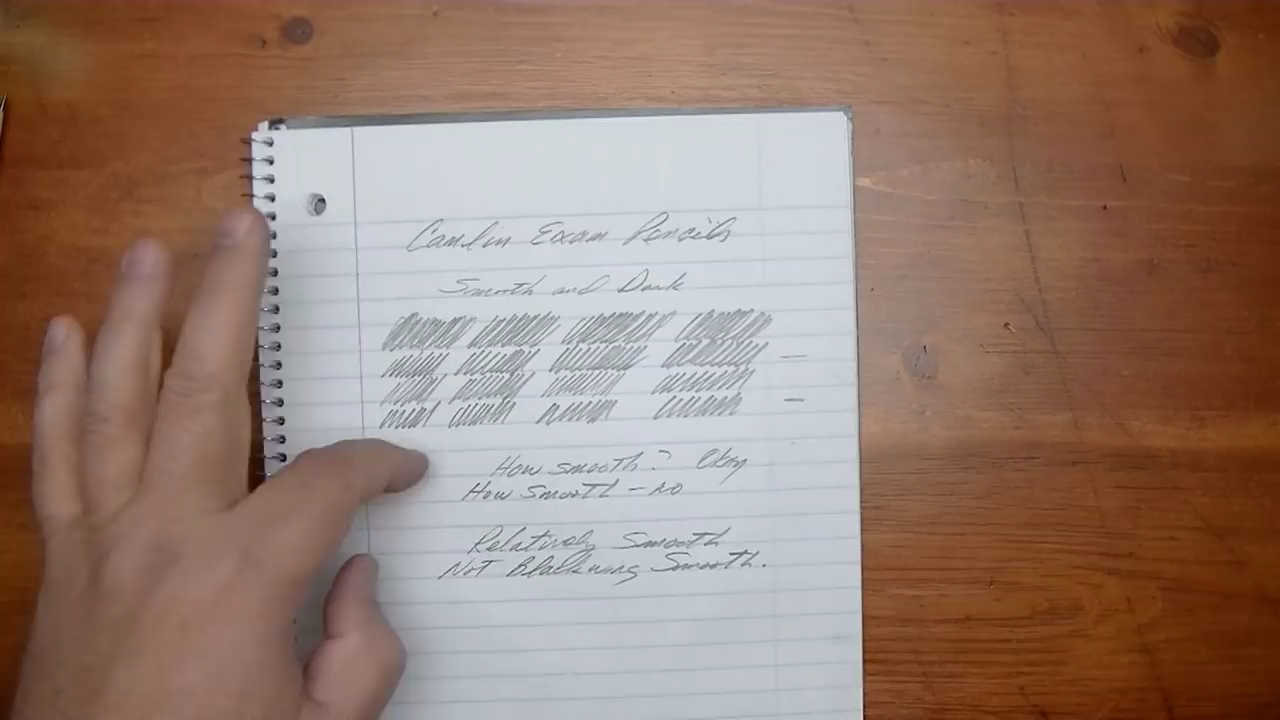 Camlin Exam Pencils
Smooth and Dark
How smooth? Okay
How Smooth - no
Relatively Smooth
Not Blackwing Smooth.